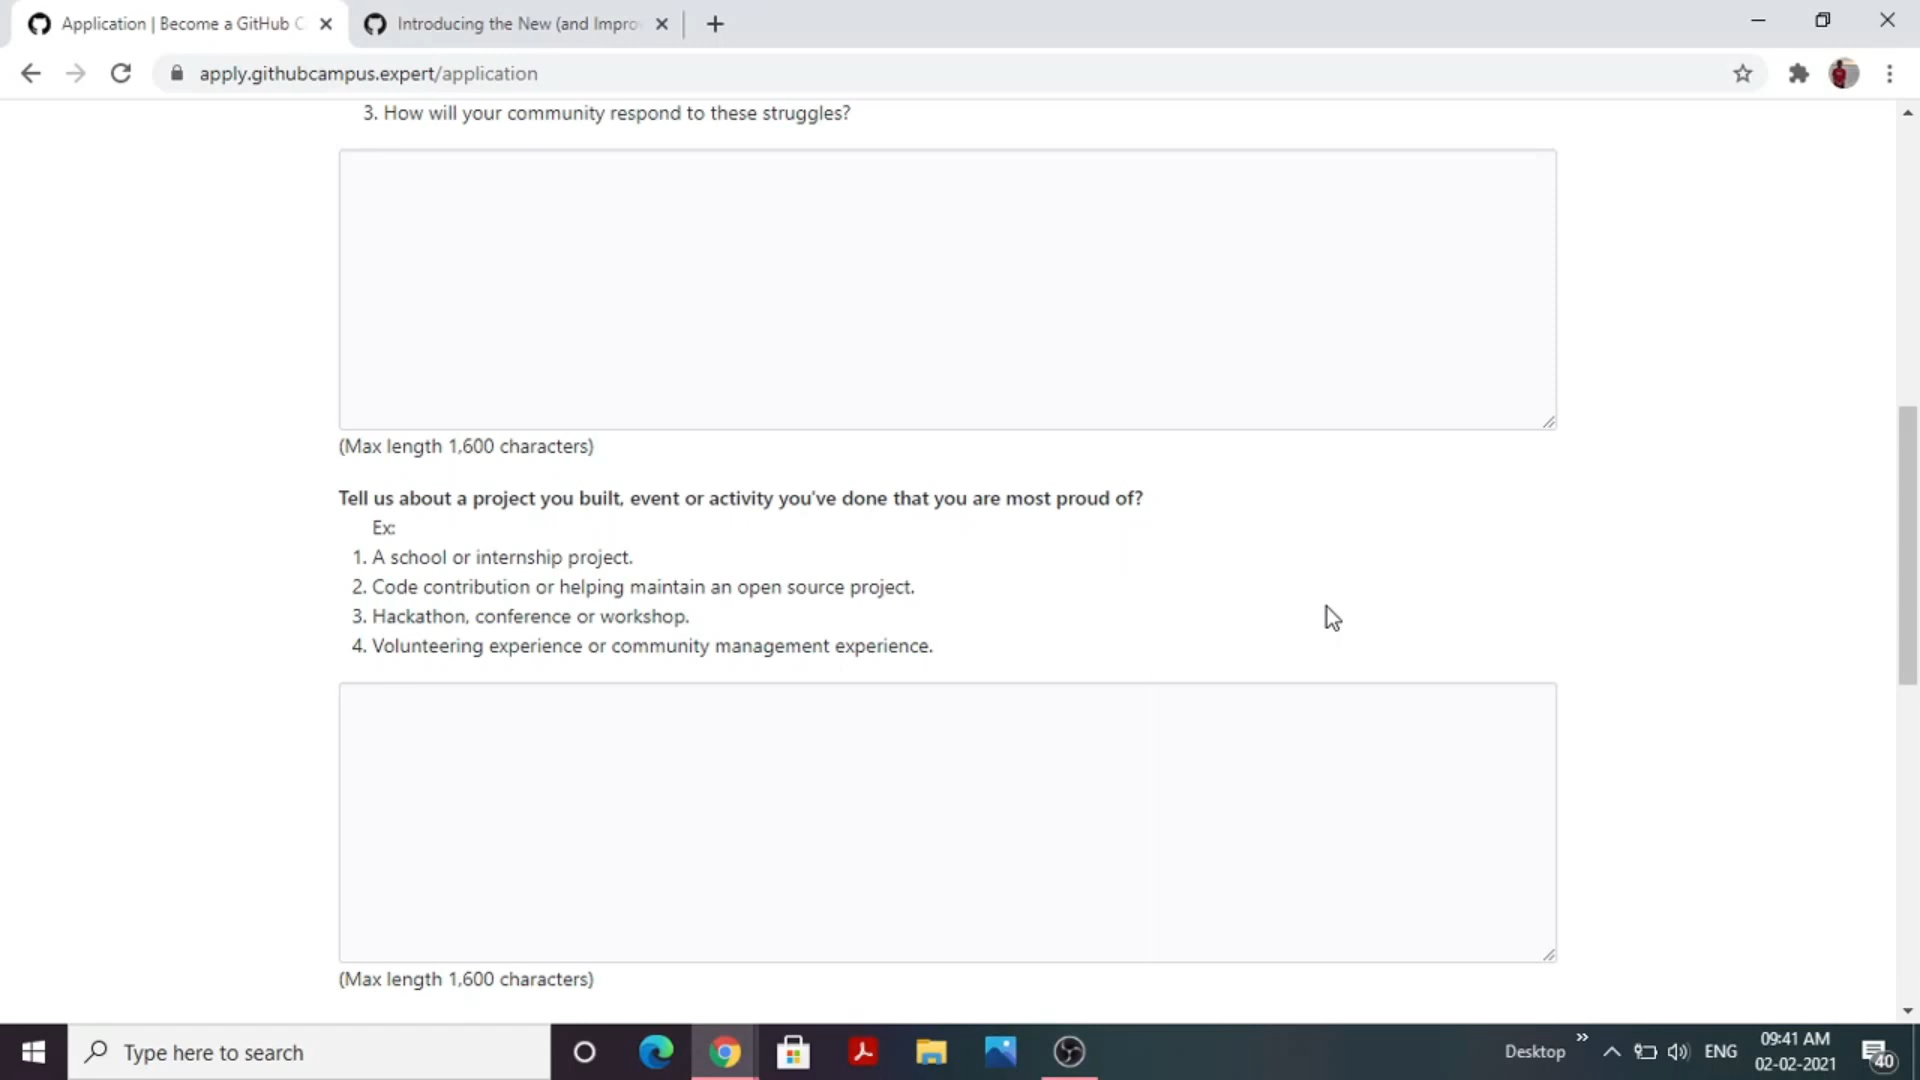 Application | Become a GitHub C
Introducing the New (and Impro
apply.githubcampus.expert/application
3. How will your community respond to these struggles?
(Max length 1,600 characters)
Tell us about a project you built, event or activity you've done that you are most proud of?
Ex:
1. A school or internship project.
2. Code contribution or helping maintain an open source project.
3. Hackathon, conference or workshop.
4. Volunteering experience or community management experience.
(Max length 1,600 characters)
Type here to search
Desktop
ENG
09:41 AM
02-02-2021
40